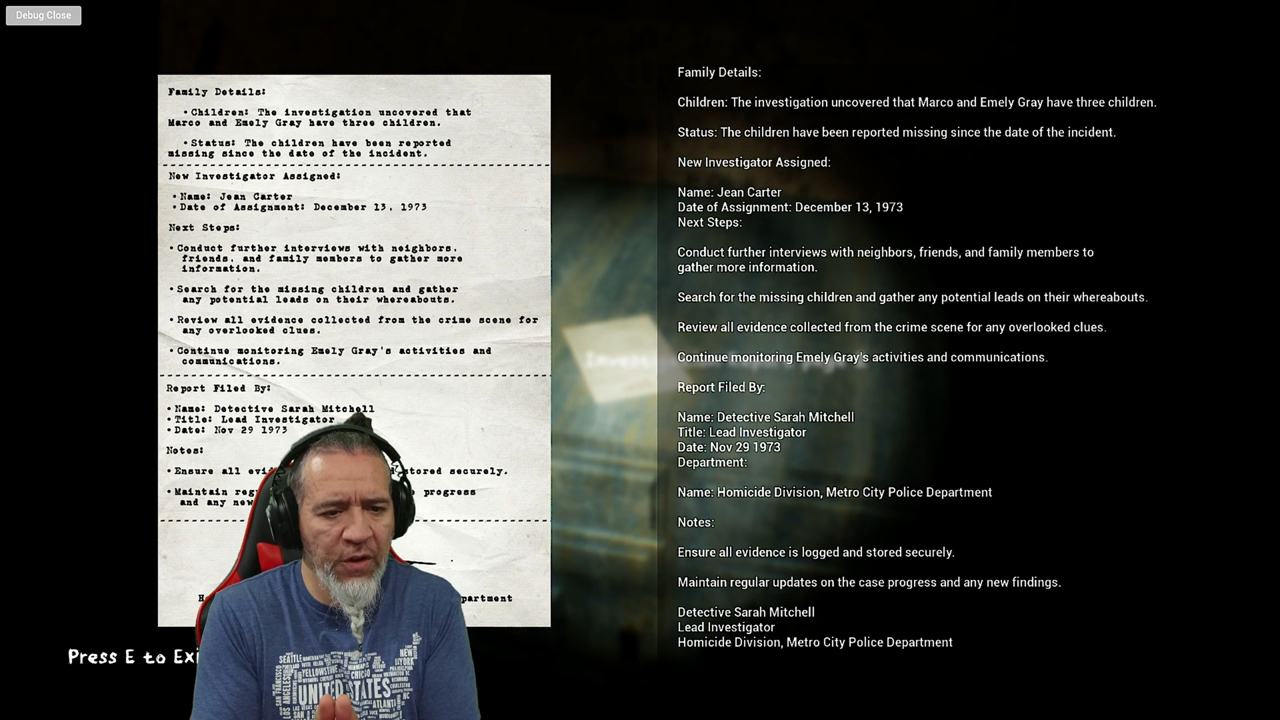 Debug Close
Family Details:
• Children: The investigation uncovered that
Marco and Emely Gray have three children.
• Status: The children have been reported
missing since the date of the incident.
New Investigator Assigned:
• Name: Jean Carter
• Date of Assignment: December 13, 1973
Next Steps:
• Conduct further interviews with neighbors,
friends, and family members to gather more
information.
• Search for the missing children and gather
any potential leads on their whereabouts.
• Review all evidence collected from the crime scene for
any overlooked clues.
• Continue monitoring Emely Gray's activities and
communications.
Report Filed By:
• Name: Detective Sarah Mitchell
• Title: Lead Investigator
• Date: Nov 29 1973
Notes:
• Ensure all stored securely.
• Maintain progress
and any new
Press E to
Family Details:
Children: The investigation uncovered that Marco and Emely Gray have three children.
Status: The children have been reported missing since the date of the incident.
New Investigator Assigned:
Name: Jean Carter
Date of Assignment: December 13, 1973
Next Steps:
Conduct further interviews with neighbors, friends, and family members to
gather more information.
Search for the missing children and gather any potential leads on their whereabouts.
Review all evidence collected from the crime scene for any overlooked clues.
Continue monitoring Emely Gray's activities and communications.
Report Filed By:
Name: Detective Sarah Mitchell
Title: Lead Investigator
Date: Nov 29 1973
Department:
Name: Homicide Division, Metro City Police Department
Notes:
Ensure all evidence is logged and stored securely.
Maintain regular updates on the case progress and any new findings.
Detective Sarah Mitchell
Lead Investigator
Homicide Division, Metro City Police Department
SEATTLE
NEW
YORK
YELLOWSTONE
CHICAGO
UNITED STATES
ATLANTA